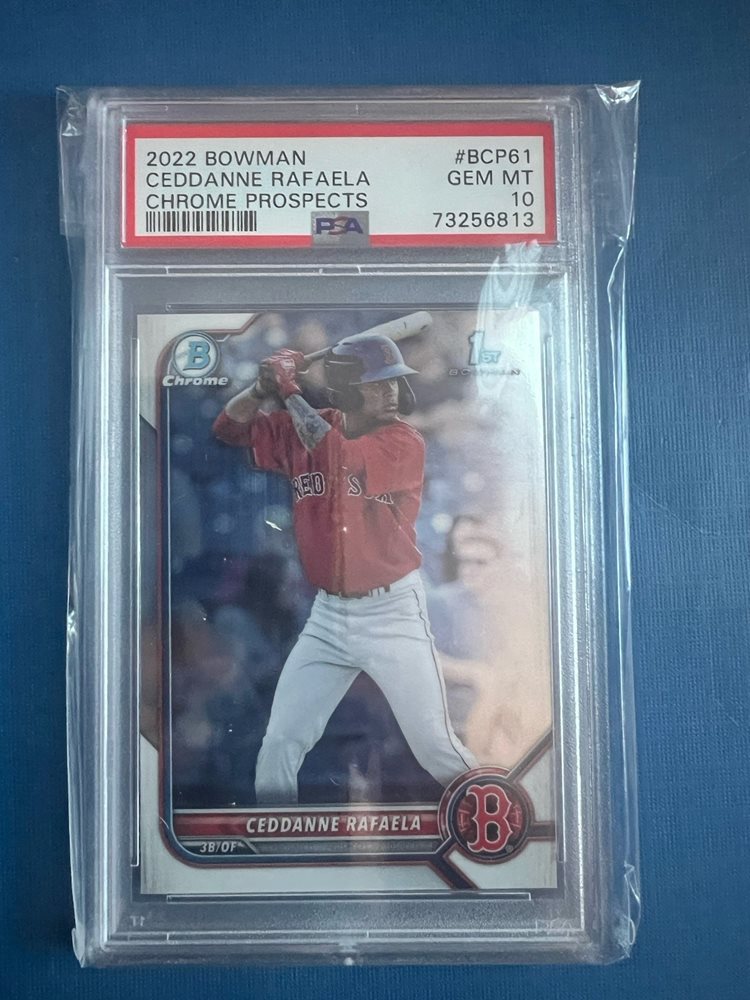 2022 BOWMAN #BCP61
CEDDANNE RAFAELA GEM MT
CHROME PROSPECTS 10
PSA 73256813
B
Chrome
1ST
BOWMAN
RED SOX
B
CEDDANNE RAFAELA
B
3B/OF